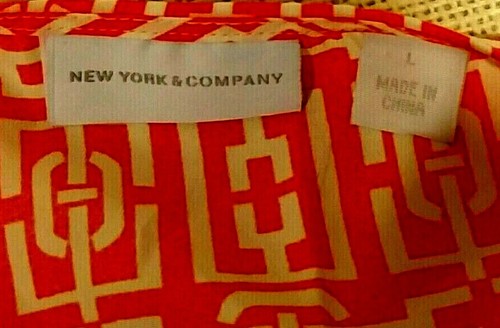 NEW YORK & COMPANY
L
MADE IN
CHINA